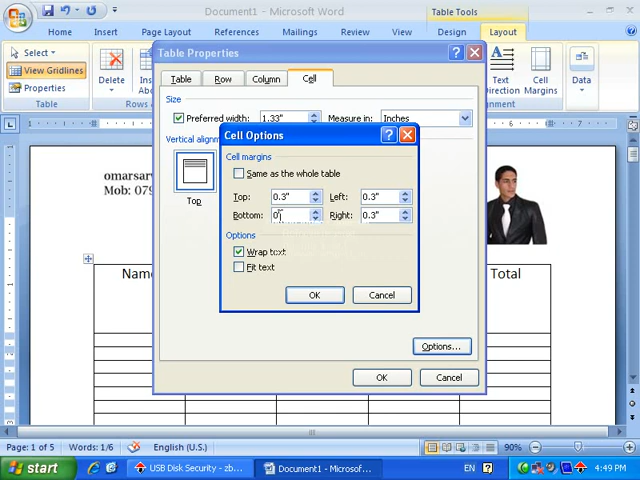 Document1 - Microsoft Word
Table Tools
Home
Insert
Page Layout
References
Mailings
Review
View
Design
Layout
Select
View Gridlines
Properties
Table
Delete
Rows
Text
Direction
Cell
Margins
Data
Table Properties
Table
Row
Column
Cell
Size
Preferred width:
1.33"
Measure in:
Inches
Vertical
Top
Options...
OK
Cancel
Cell Options
Cell margins
Same as the whole table
Top:
0.3"
Left:
0.3"
Bottom:
0"
Right:
0.3"
Options
Wrap text
Fit text
OK
Cancel
omarsar
Mob: 079
Name
Total
Page: 1 of 5
Words: 1/6
English (U.S.)
90%
start
USB Disk Security - zb...
Document1 - Microsof...
EN
4:49 PM